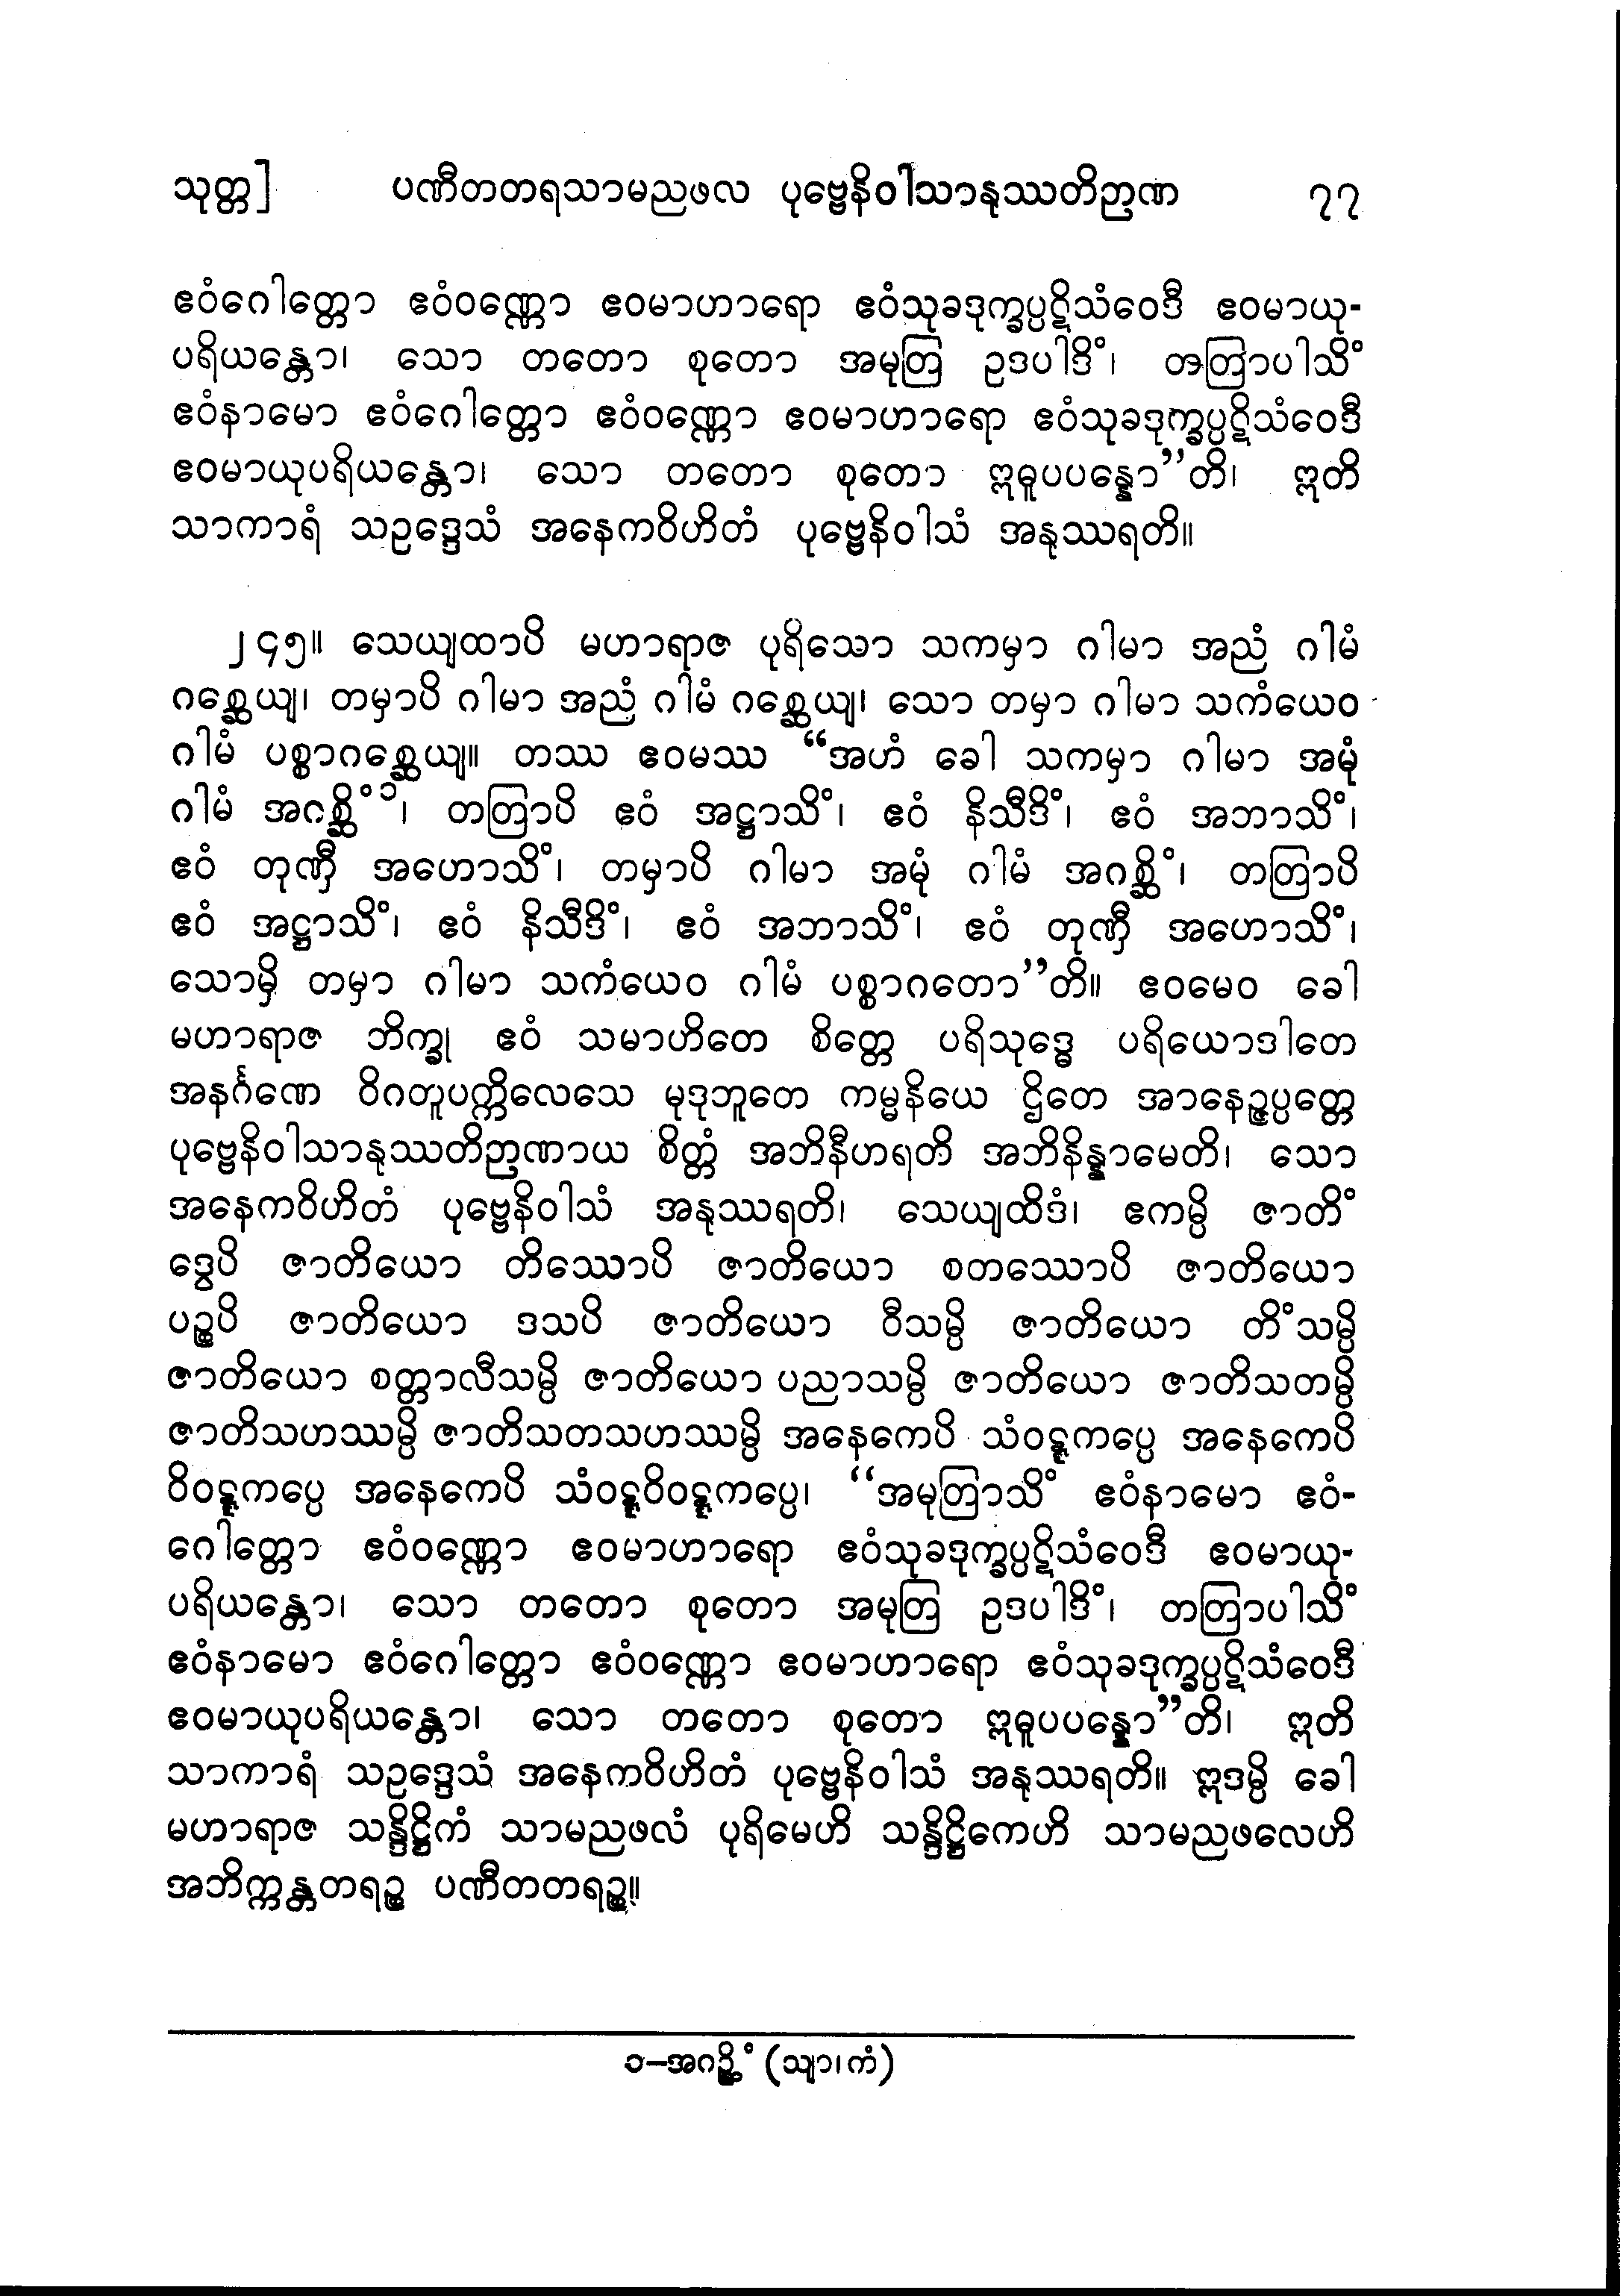 သုတ္တ] ပဏီတတရသာမညဖလ ပုဗ္ဗေနိဝါသာနုဿတိဉာဏ ၇၇
ဧဝံဂေါတ္တော ဧဝံဝဏ္ဏော ဧဝမာဟာရော ဧဝံသုခဒုက္ခပ္ပဋိသံဝေဒီ ဧဝမာယု-
ပရိယန္တော၊ သော တတော စုတော အမုတြ ဥဒပါဒိံ၊ တတြာပါသိံ
ဧဝံနာမော ဧဝံဂေါတ္တော ဧဝံဝဏ္ဏော ဧဝမာဟာရော ဧဝံသုခဒုက္ခပ္ပဋိသံဝေဒီ
ဧဝမာယုပရိယန္တော၊ သော တတော စုတော ဣဓူပပန္နော”တိ၊ ဣတိ
သာကာရံ သဥဒ္ဒေသံ အနေကဝိဟိတံ ပုဗ္ဗေနိဝါသံ အနုဿရတိ။
၂၄၅။ သေယျထာပိ မဟာရာဇ ပုရိသော သကမှာ ဂါမာ အညံ ဂါမံ
ဂစ္ဆေယျ၊ တမှာပိ ဂါမာ အညံ ဂါမံ ဂစ္ဆေယျ၊ သော တမှာ ဂါမာ သကံယေဝ
ဂါမံ ပစ္စာဂစ္ဆေယျ။ တဿ ဧဝမဿ “အဟံ ခေါ သကမှာ ဂါမာ အမုံ
ဂါမံ အဂစ္ဆိံ ၁၊ တတြာပိ ဧဝံ အဋ္ဌာသိံ၊ ဧဝံ နိသီဒိံ၊ ဧဝံ အဘာသိံ၊
ဧဝံ တုဏှီ အဟောသိံ၊ တမှာပိ ဂါမာ အမုံ ဂါမံ အဂစ္ဆိံ၊ တတြာပိ
ဧဝံ အဋ္ဌာသိံ၊ ဧဝံ နိသီဒိံ၊ ဧဝံ အဘာသိံ၊ ဧဝံ တုဏှီ အဟောသိံ၊
သောမှိ တမှာ ဂါမာ သကံယေဝ ဂါမံ ပစ္စာဂတော”တိ။ ဧဝမေဝ ခေါ
မဟာရာဇ ဘိက္ခု ဧဝံ သမာဟိတေ စိတ္တေ ပရိသုဒ္ဓေ ပရိယောဒါတေ
အနင်္ဂဏေ ဝိဂတူပက္ကိလေသေ မုဒုဘူတေ ကမ္မနိယေ ဌိတေ အာနေဉ္ဇပ္ပတ္တေ
ပုဗ္ဗေနိဝါသာနုဿတိဉာဏာယ စိတ္တံ အဘိနီဟရတိ အဘိနိန္နာမေတိ၊ သော
အနေကဝိဟိတံ ပုဗ္ဗေနိဝါသံ အနုဿရတိ၊ သေယျထိဒံ၊ ဧကမ္ပိ ဇာတိံ
ဒွေပိ ဇာတိယော တိဿောပိ ဇာတိယော စတဿောပိ ဇာတိယော
ပဉ္စပိ ဇာတိယော ဒသပိ ဇာတိယော ဝီသမ္ပိ ဇာတိယော တိံသမ္ပိ
ဇာတိယော စတ္တာလီသမ္ပိ ဇာတိယော ပညာသမ္ပိ ဇာတိယော ဇာတိသတမ္ပိ
ဇာတိသဟဿမ္ပိ ဇာတိသတသဟဿမ္ပိ အနေကေပိ သံဝဋ္ဋကပ္ပေ အနေကေပိ
ဝိဝဋ္ဋကပ္ပေ အနေကေပိ သံဝဋ္ဋဝိဝဋ္ဋကပ္ပေ၊ “အမုတြာသိံ ဧဝံနာမော ဧဝံ-
ဂေါတ္တော ဧဝံဝဏ္ဏော ဧဝမာဟာရော ဧဝံသုခဒုက္ခပ္ပဋိသံဝေဒီ ဧဝမာယု-
ပရိယန္တော၊ သော တတော စုတော အမုတြ ဥဒပါဒိံ၊ တတြာပါသိံ
ဧဝံနာမော ဧဝံဂေါတ္တော ဧဝံဝဏ္ဏော ဧဝမာဟာရော ဧဝံသုခဒုက္ခပ္ပဋိသံဝေဒီ
ဧဝမာယုပရိယန္တော၊ သော တတော စုတော ဣဓူပပန္နော”တိ၊ ဣတိ
သာကာရံ သဥဒ္ဒေသံ အနေကဝိဟိတံ ပုဗ္ဗေနိဝါသံ အနုဿရတိ။ ဣဒမ္ပိ ခေါ
မဟာရာဇ သန္ဒိဋ္ဌိကံ သာမညဖလံ ပုရိမေဟိ သန္ဒိဋ္ဌိကေဟိ သာမညဖလေဟိ
အဘိက္ကန္တတရဉ္စ ပဏီတတရဉ္စ။
၁-အဂဉ္ဆိံ (သျာ၊ကံ)